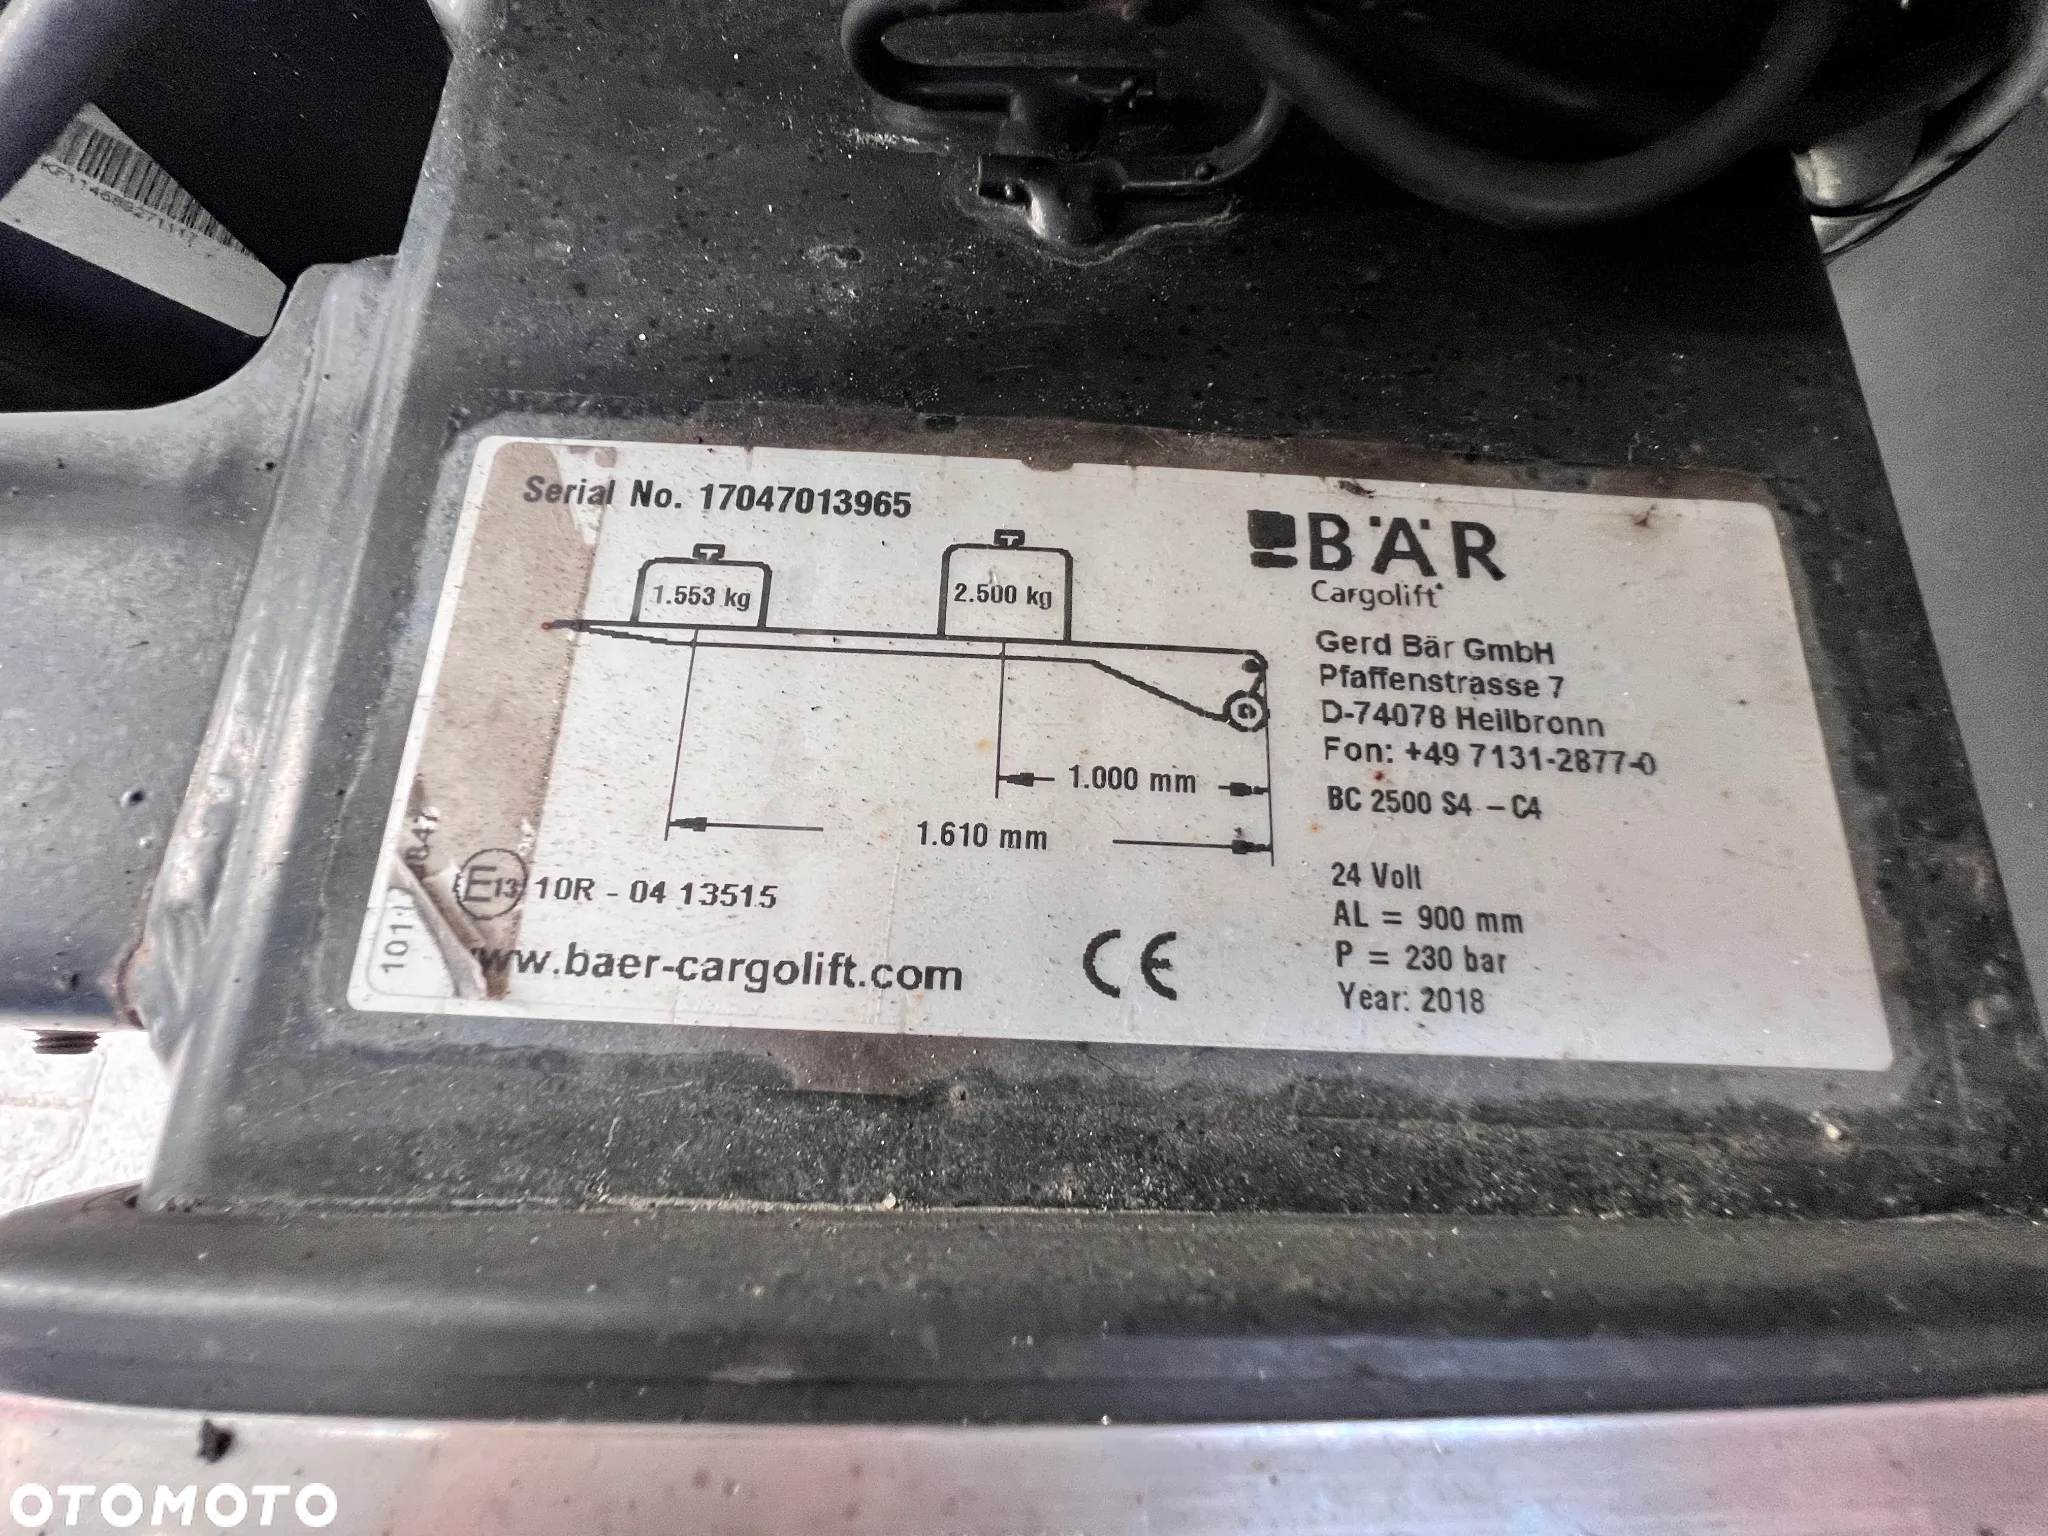 Serial No. 17047013965
1.553 kg
2.500 kg
BÄR
Cargolift
Gerd Bär GmbH
Pfaffenstrasse 7
D-74078 Heilbronn
Fon: +49 7131-2877-0
1.000 mm
BC 2500 S4 – C4
1.610 mm
24 Volt
E13 10R - 04 13515
AL = 900 mm
www.baer-cargolift.com
CE
P = 230 bar
Year: 2018
OTOMOTO